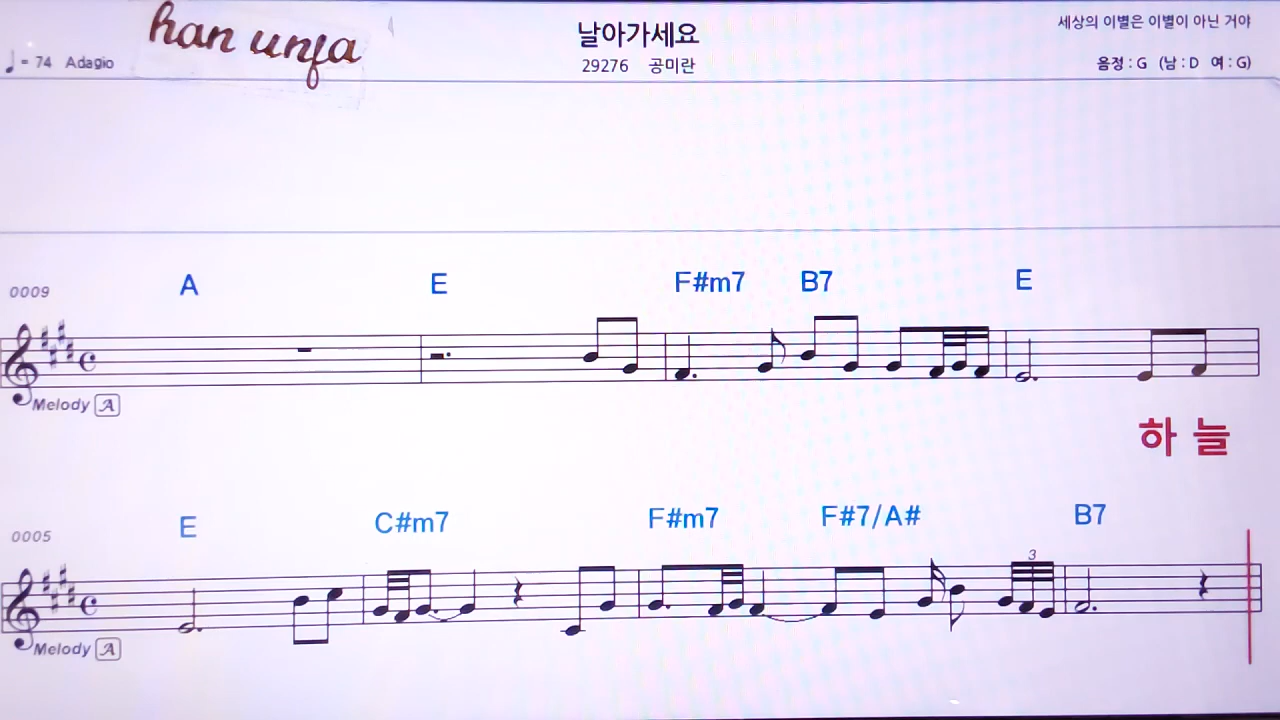 han unja
날아가세요
세상의 이별은 이별이 아닌 거야
♩= 74 Adagio
29276 공미란
음정 : G (남 : D 여 : G)
A E F#m7 B7 E
0009
Melody A
하 늘
E C#m7 F#m7 F#7/A# B7
0005
3
Melody A